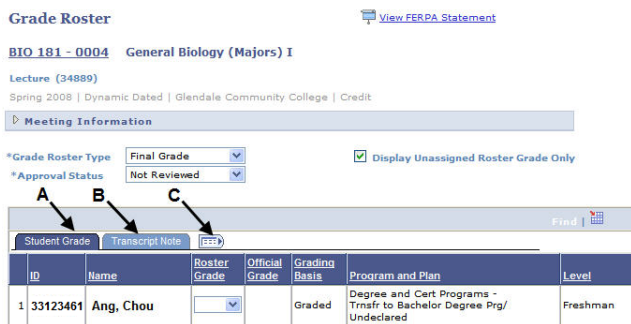 Grade Roster
View FERPA Statement
BIO 181 - 0004 General Biology (Majors) I
Lecture (34889)
Spring 2008 | Dynamic Dated | Glendale Community College | Credit
Meeting Information
*Grade Roster Type Final Grade
Display Unassigned Roster Grade Only
*Approval Status Not Reviewed
A B C
Find |
Student Grade Transcript Note
ID Name Roster Grade Official Grade Grading Basis Program and Plan Level
1 33123461 Ang, Chou Graded Degree and Cert Programs - Trnsfr to Bachelor Degree Prg/ Undeclared Freshman